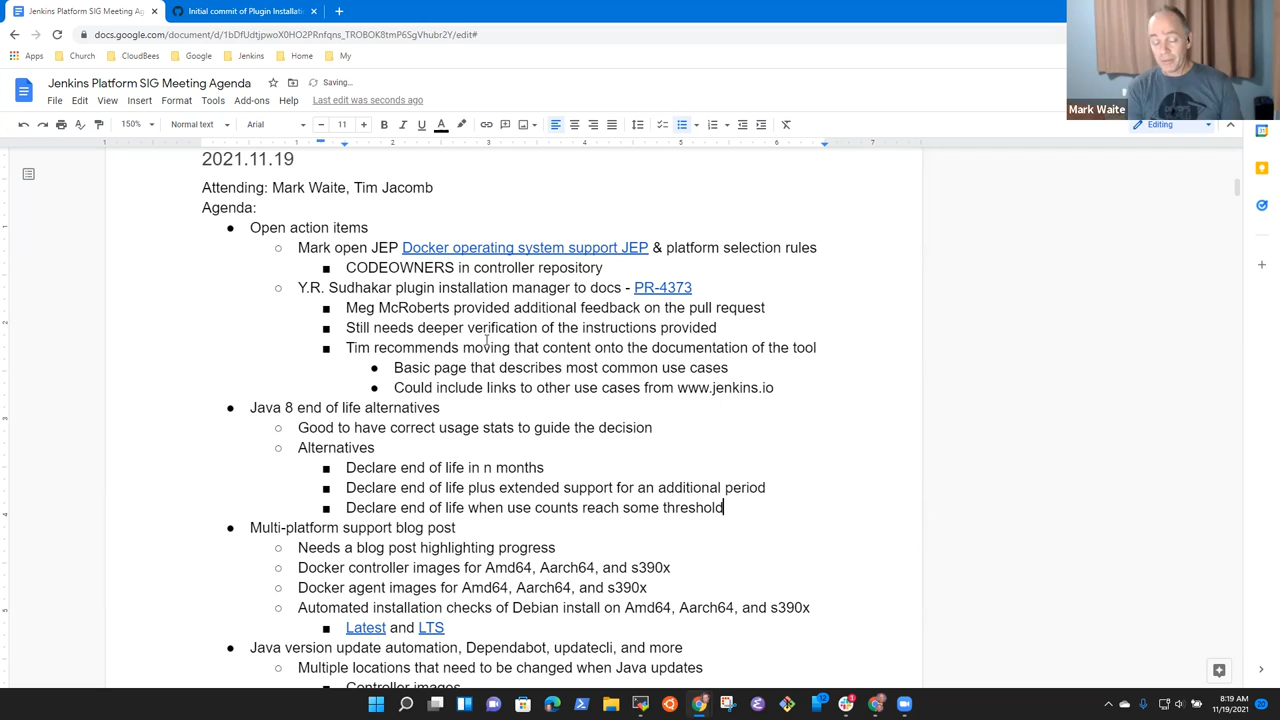 Jenkins Platform SIG Meeting Ag
Initial commit of Plugin Installati
docs.google.com/document/d/1bDfUdtjpwoX0HO2PRnfqns_TROBOK8tmP6SgVhubr2Y/edit#
Apps Church CloudBees Google Jenkins Home My
Mark Waite
Jenkins Platform SIG Meeting Agenda Saving...
File Edit View Insert Format Tools Add-ons Help Last edit was seconds ago
150% Normal text Arial 11 Editing
1 1 2 3 4 5 6 7
2021.11.19
Attending: Mark Waite, Tim Jacomb
Agenda:
● Open action items
○ Mark open JEP Docker operating system support JEP & platform selection rules
■ CODEOWNERS in controller repository
○ Y.R. Sudhakar plugin installation manager to docs - PR-4373
■ Meg McRoberts provided additional feedback on the pull request
■ Still needs deeper verification of the instructions provided
■ Tim recommends moving that content onto the documentation of the tool
● Basic page that describes most common use cases
● Could include links to other use cases from www.jenkins.io
● Java 8 end of life alternatives
○ Good to have correct usage stats to guide the decision
○ Alternatives
■ Declare end of life in n months
■ Declare end of life plus extended support for an additional period
■ Declare end of life when use counts reach some threshold
● Multi-platform support blog post
○ Needs a blog post highlighting progress
○ Docker controller images for Amd64, Aarch64, and s390x
○ Docker agent images for Amd64, Aarch64, and s390x
○ Automated installation checks of Debian install on Amd64, Aarch64, and s390x
■ Latest and LTS
● Java version update automation, Dependabot, updatecli, and more
○ Multiple locations that need to be changed when Java updates
■ Controller images
8:19 AM
11/19/2021